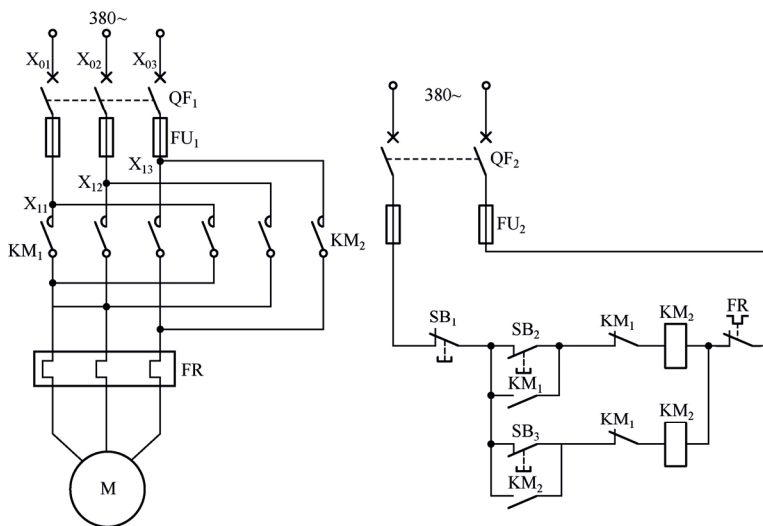 380~
X01 X02 X03
QF1
FU1
X13
X12
X11
KM1
KM2
FR
M
380~
QF2
FU2
SB1
SB2
KM1
KM2
FR
KM1
SB3
KM1
KM2
KM2